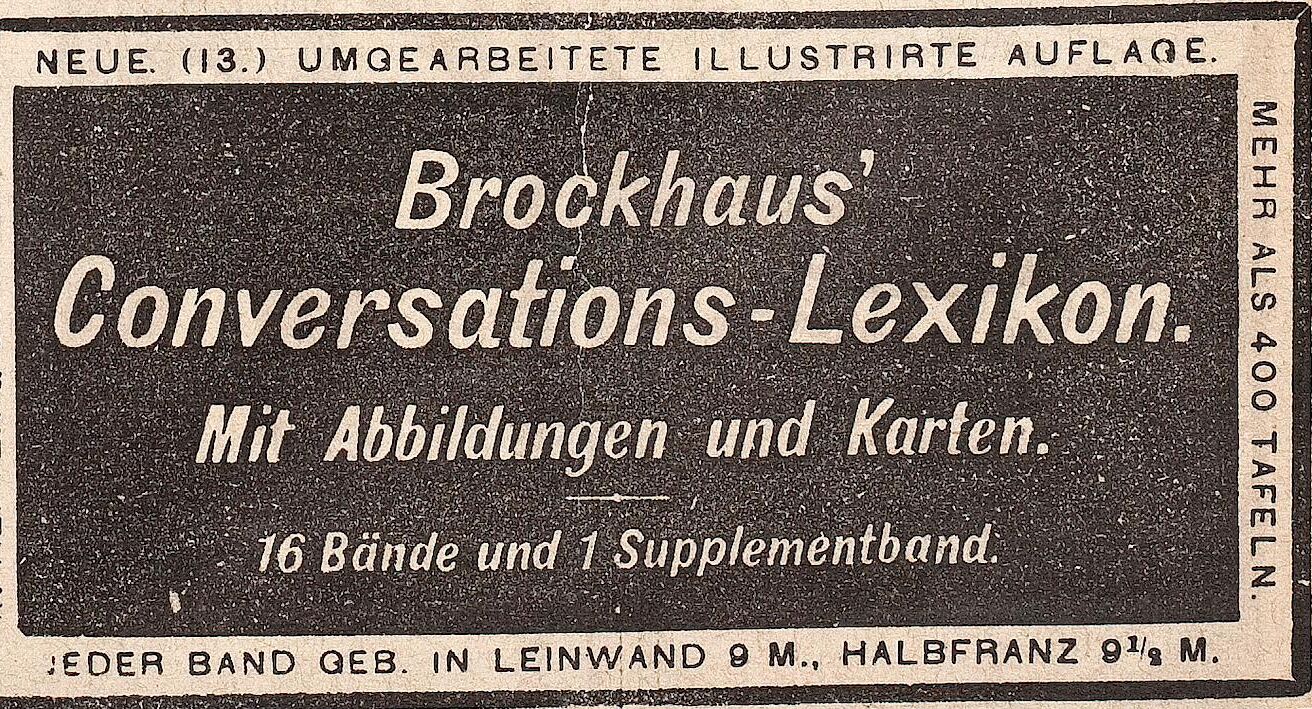 NEUE. (13.) UMGEARBEITETE ILLUSTRIRTE AUFLAGE.
Brockhaus'
Conversations-Lexikon.
Mit Abbildungen und Karten.
16 Bände und 1 Supplementband.
MEHR ALS 400 TAFELN.
JEDER BAND GEB. IN LEINWAND 9 M., HALBFRANZ 9½ M.